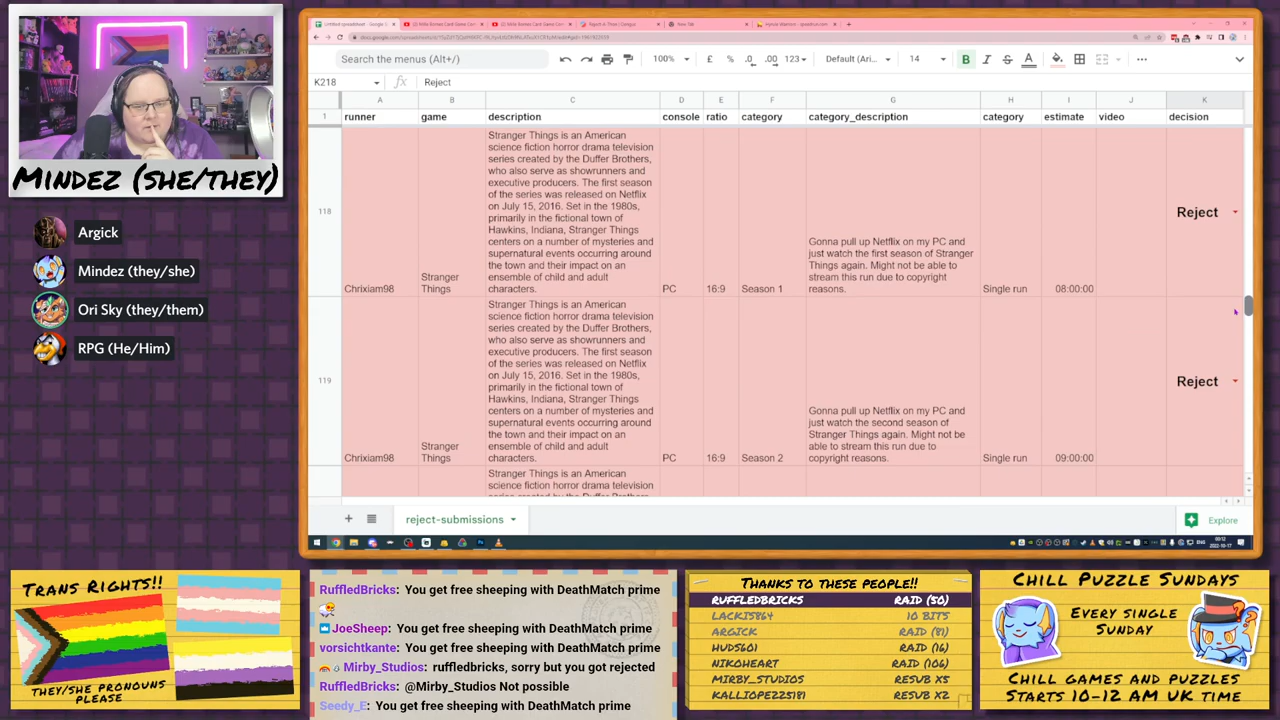 MINDEZ (SHE/THEY)
Argick
Mindez (they/she)
Ori Sky (they/them)
RPG (He/Him)
Search the menus (Alt+/)
100%
£
%
.0
.00
123
Default (Ari...
14
B
I
S
A
K218
fx
Reject
A
B
C
D
E
F
G
H
I
J
K
1
runner
game
description
console
ratio
category
category_description
category
estimate
video
decision
118
Chrixiam98
Stranger
Things
Stranger Things is an American
science fiction horror drama television
series created by the Duffer Brothers,
who also serve as showrunners and
executive producers. The first season
of the series was released on Netflix
on July 15, 2016. Set in the 1980s,
primarily in the fictional town of
Hawkins, Indiana, Stranger Things
centers on a number of mysteries and
supernatural events occurring around
the town and their impact on an
ensemble of child and adult
characters.
PC
16:9
Season 1
Gonna pull up Netflix on my PC and
just watch the first season of Stranger
Things again. Might not be able to
stream this run due to copyright
reasons.
Single run
08:00:00
Reject
119
Chrixiam98
Stranger
Things
Stranger Things is an American
science fiction horror drama television
series created by the Duffer Brothers,
who also serve as showrunners and
executive producers. The first season
of the series was released on Netflix
on July 15, 2016. Set in the 1980s,
primarily in the fictional town of
Hawkins, Indiana, Stranger Things
centers on a number of mysteries and
supernatural events occurring around
the town and their impact on an
ensemble of child and adult
characters.
PC
16:9
Season 2
Gonna pull up Netflix on my PC and
just watch the second season of
Stranger Things again. Might not be
able to stream this run due to
copyright reasons.
Single run
09:00:00
Reject
Stranger Things is an American
science fiction horror drama television
reject-submissions
Explore
00:12
2022-10-17
TRANS RIGHTS!!
THEY/SHE PRONOUNS
PLEASE
RuffledBricks: You get free sheeping with DeathMatch prime
JoeSheep: You get free sheeping with DeathMatch prime
vorsichtkante: You get free sheeping with DeathMatch prime
Mirby_Studios: ruffledbricks, sorry but you got rejected
RuffledBricks: @Mirby_Studios Not possible
Seedy_E: You get free sheeping with DeathMatch prime
THANKS TO THESE PEOPLE!!
RUFFLEDBRICKS RAID (50)
LACKJ5864 10 BITS
ARGICK RAID (81)
HUDS601 RAID (16)
NIKOHEART RAID (106)
MIRBY_STUDIOS RESUB X5
KALLIOPE225181 RESUB X2
CHILL PUZZLE SUNDAYS
EVERY SINGLE
SUNDAY
CHILL GAMES AND PUZZLES
STARTS 10-12 AM UK TIME